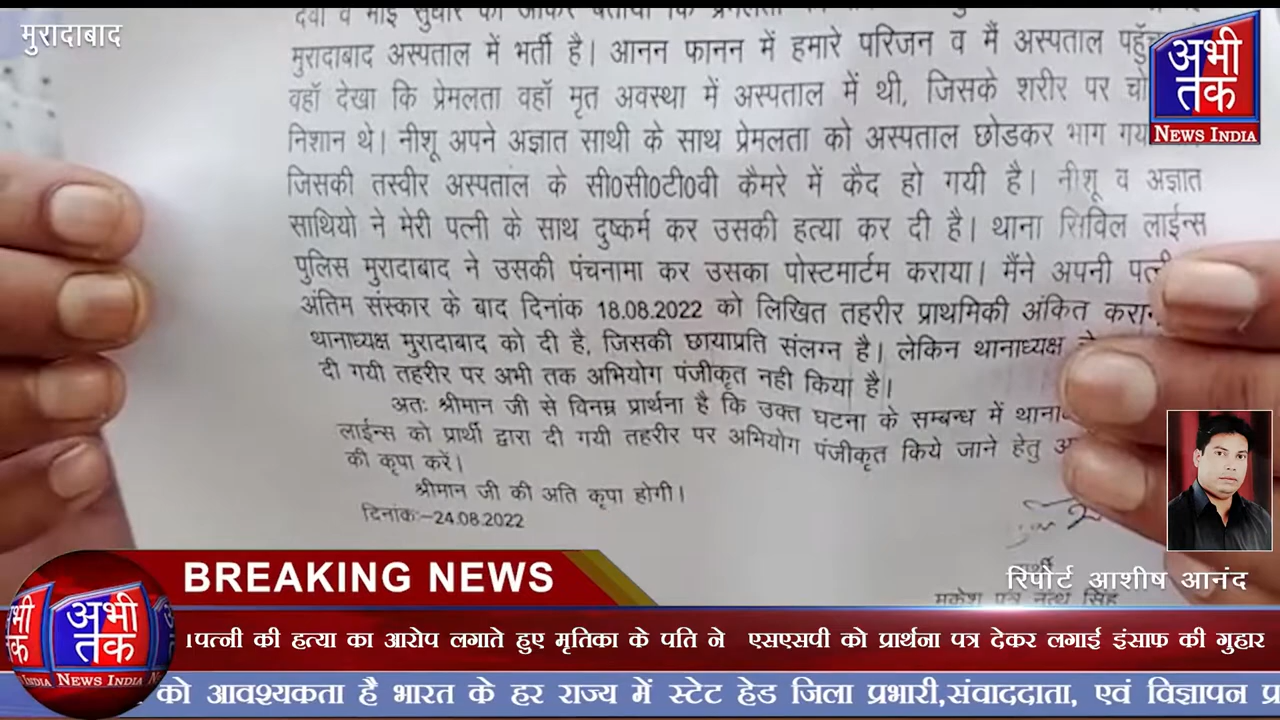 मुरादाबाद
मुरादाबाद अस्पताल में भर्ती है। आनन फानन में हमारे परिजन व मैं अस्पताल
वहॉ देखा कि प्रेमलता वहॉ मृत अवस्था में अस्पताल में थी, जिसके शरीर पर
निशान थे। नीशू अपने अज्ञात साथी के साथ प्रेमलता को अस्पताल छोडकर भाग
जिसकी तस्वीर अस्पताल के सी0सी0टी0वी कैमरे में कैद हो गयी है। नीशू व अज्ञात
साथियो ने मेरी पत्नी के साथ दुष्कर्म कर उसकी हत्या कर दी है। थाना सिविल लाईन्स
पुलिस मुरादाबाद ने उसकी पंचनामा कर उसका पोस्टमार्टम कराया। मैंने अपनी
अंतिम संस्कार के बाद दिनांक 18.08.2022 को लिखित तहरीर प्राथमिकी अंकित
थानाध्यक्ष मुरादाबाद को दी है, जिसकी छायाप्रति संलग्न है। लेकिन थानाध्यक्ष
दी गयी तहरीर पर अभी तक अभियोग पंजीकृत नही किया है।
अतः श्रीमान जी से विनम्र प्रार्थना है कि उक्त घटना के सम्बन्ध में
लाईन्स को प्रार्थी द्वारा दी गयी तहरीर पर अभियोग पंजीकृत किये जाने हेतु
की कृपा करें।
श्रीमान जी की अति कृपा होगी।
दिनांक:-24.08.2022
अभी
तक
NEWS INDIA
रिपोर्ट आशीष आनंद
BREAKING NEWS
अभी
तक
NEWS INDIA
।पत्नी की हत्या का आरोप लगाते हुए मृतिका के पति ने एसएसपी को प्रार्थना पत्र देकर लगाई इंसाफ की गुहार
को आवश्यकता है भारत के हर राज्य में स्टेट हेड जिला प्रभारी,संवाददाता, एवं विज्ञापन